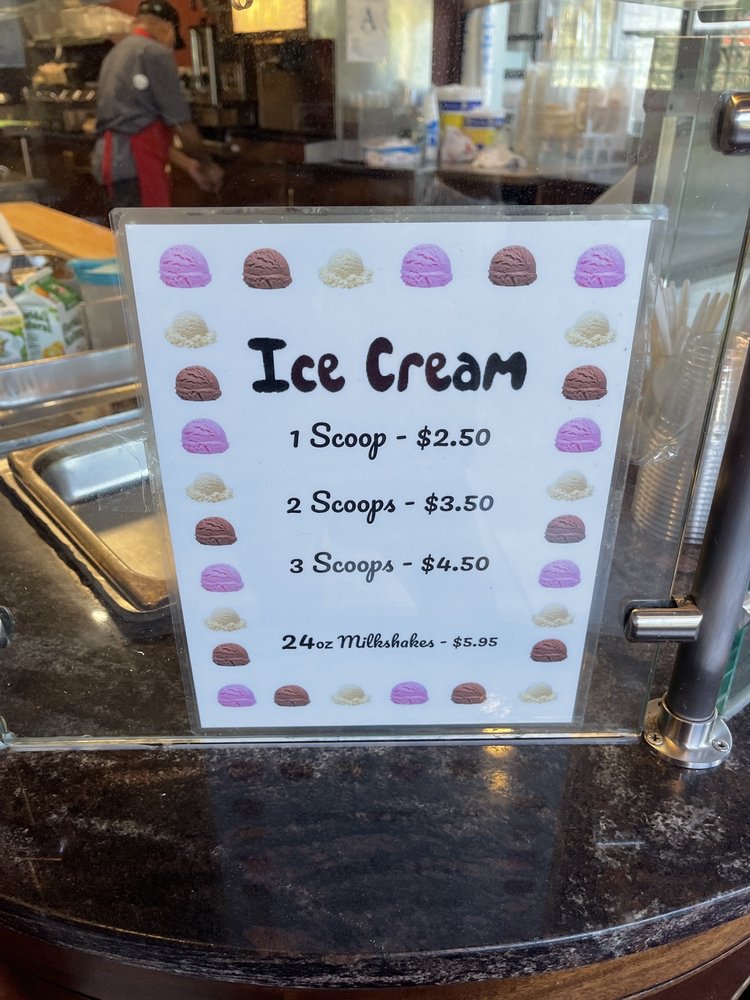 A
Ice Cream
1 Scoop - $2.50
2 Scoops - $3.50
3 Scoops - $4.50
24oz Milkshakes - $5.95